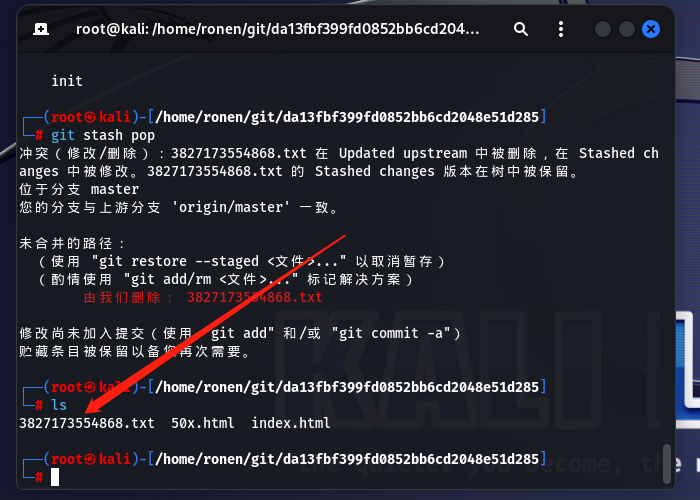 root@kali: /home/ronen/git/da13fbf399fd0852bb6cd204…
init
┌──(root㉿kali)-[/home/ronen/git/da13fbf399fd0852bb6cd2048e51d285]
└─# git stash pop
冲突（修改/删除）：3827173554868.txt 在 Updated upstream 中被删除，在 Stashed ch
anges 中被修改。3827173554868.txt 的 Stashed changes 版本在树中被保留。
位于分支 master
您的分支与上游分支 'origin/master' 一致。
未合并的路径：
（使用 "git restore --staged <文件>..." 以取消暂存）
（酌情使用 "git add/rm <文件>..." 标记解决方案）
由我们删除： 3827173554868.txt
修改尚未加入提交（使用 "git add" 和/或 "git commit -a"）
贮藏条目被保留以备您再次需要。
┌──(root㉿kali)-[/home/ronen/git/da13fbf399fd0852bb6cd2048e51d285]
└─# ls
3827173554868.txt  50x.html  index.html
┌──(root㉿kali)-[/home/ronen/git/da13fbf399fd0852bb6cd2048e51d285]
└─#
KALI
the quieter you become, the